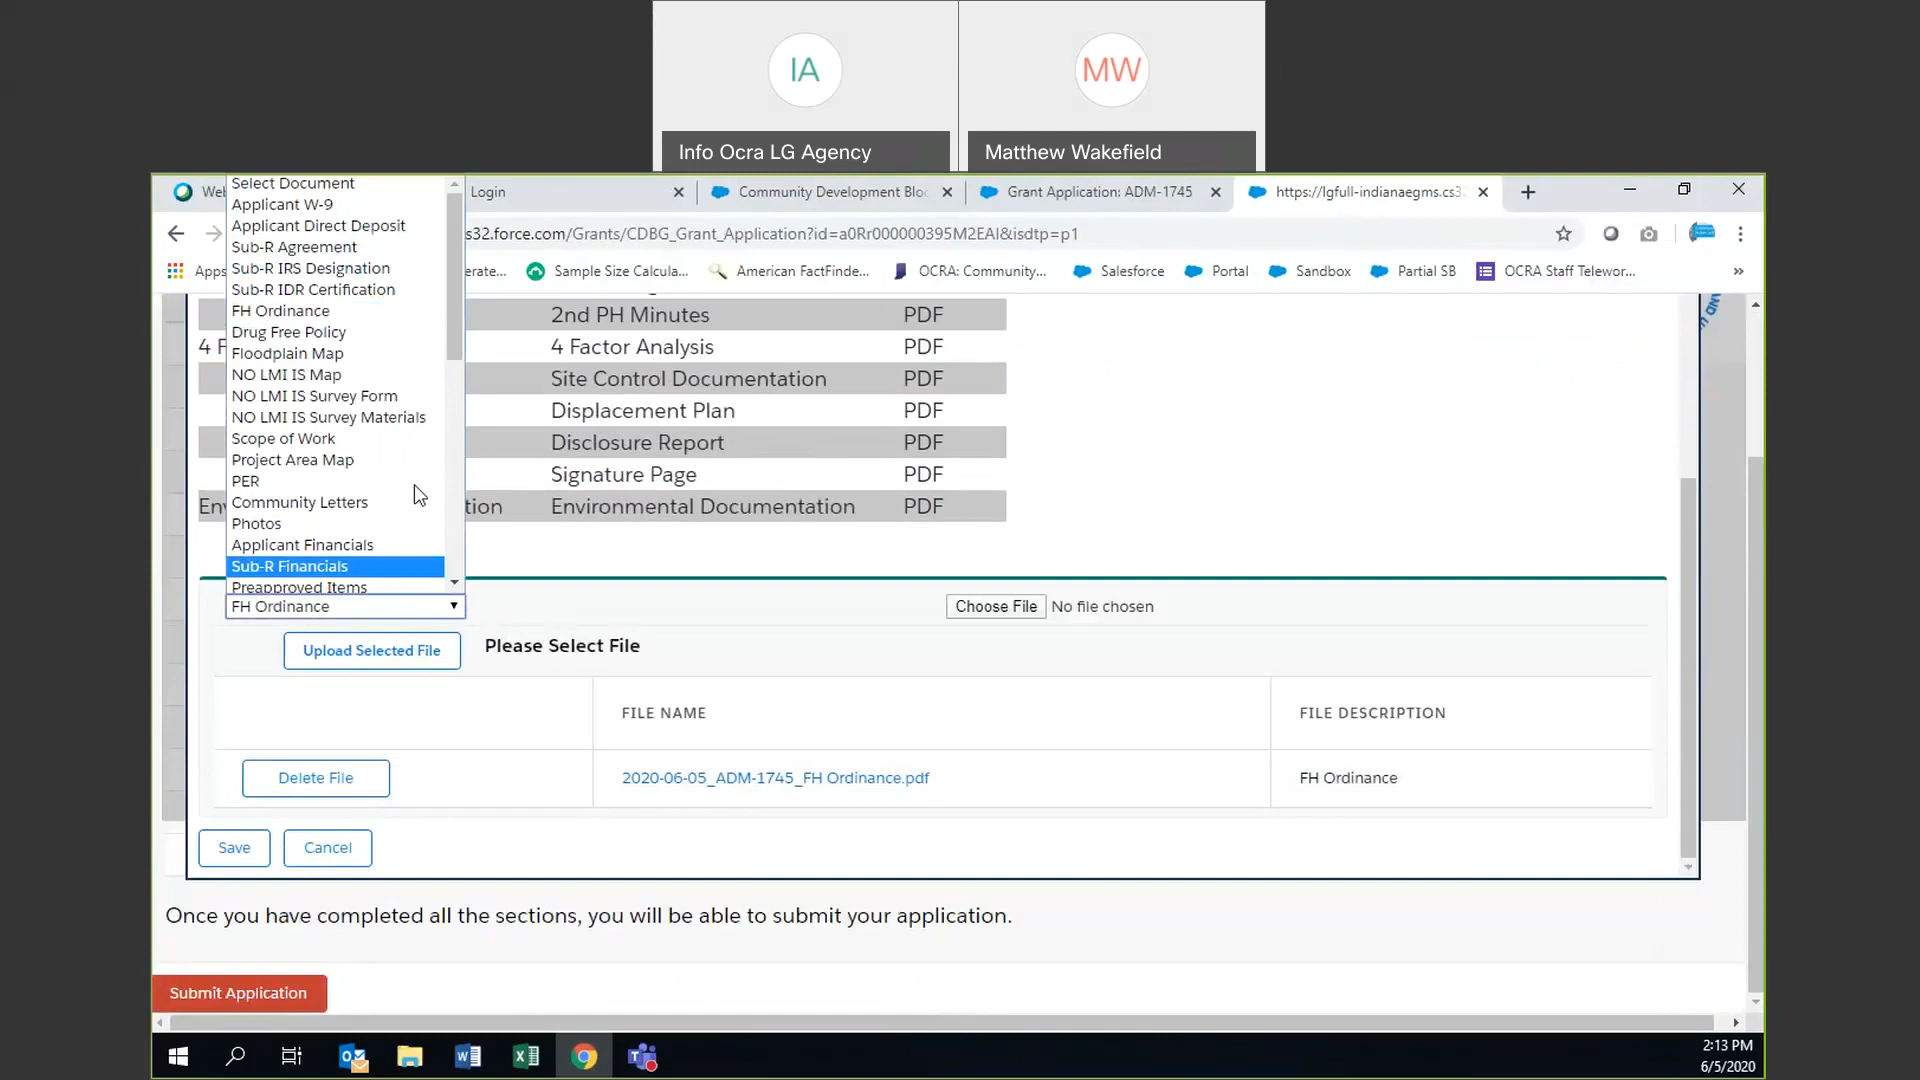 IA
MW
Info Ocra LG Agency
Matthew Wakefield
Login
Community Development Bloc
Grant Application: ADM-1745
https://lgfull-indianaegms.cs32
s32.force.com/Grants/CDBG_Grant_Application?id=a0Rr000000395M2EAI&isdtp=p1
Apps
erate...
Sample Size Calcula...
American FactFinde...
OCRA: Community...
Salesforce
Portal
Sandbox
Partial SB
OCRA Staff Telewor...
»
Select Document
Applicant W-9
Applicant Direct Deposit
Sub-R Agreement
Sub-R IRS Designation
Sub-R IDR Certification
FH Ordinance
Drug Free Policy
Floodplain Map
NO LMI IS Map
NO LMI IS Survey Form
NO LMI IS Survey Materials
Scope of Work
Project Area Map
PER
Community Letters
Photos
Applicant Financials
Sub-R Financials
Preapproved Items
FH Ordinance
2nd PH Minutes PDF
4 F 4 Factor Analysis PDF
Site Control Documentation PDF
Displacement Plan PDF
Disclosure Report PDF
Signature Page PDF
En tion Environmental Documentation PDF
Choose File No file chosen
Upload Selected File Please Select File
FILE NAME FILE DESCRIPTION
Delete File 2020-06-05_ADM-1745_FH Ordinance.pdf FH Ordinance
Save Cancel
Once you have completed all the sections, you will be able to submit your application.
Submit Application
2:13 PM
6/5/2020